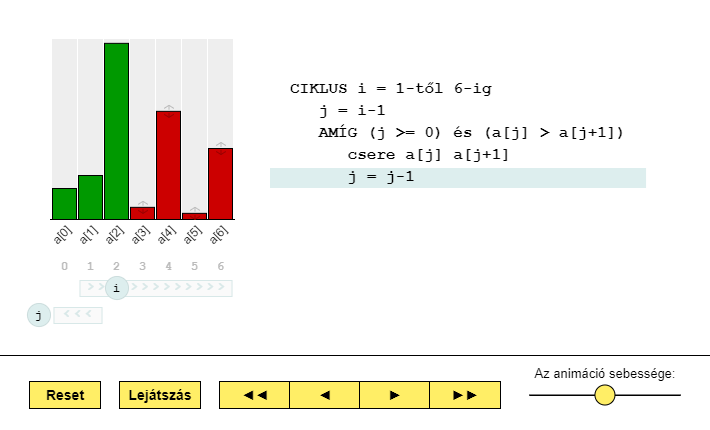 CIKLUS i = 1-től 6-ig
j = i-1
AMÍG (j >= 0) és (a[j] > a[j+1])
csere a[j] a[j+1]
j = j-1
a[0] a[1] a[2] a[3] a[4] a[5] a[6]
0 1 2 3 4 5 6
i
j
Az animáció sebessége:
Reset Lejátszás